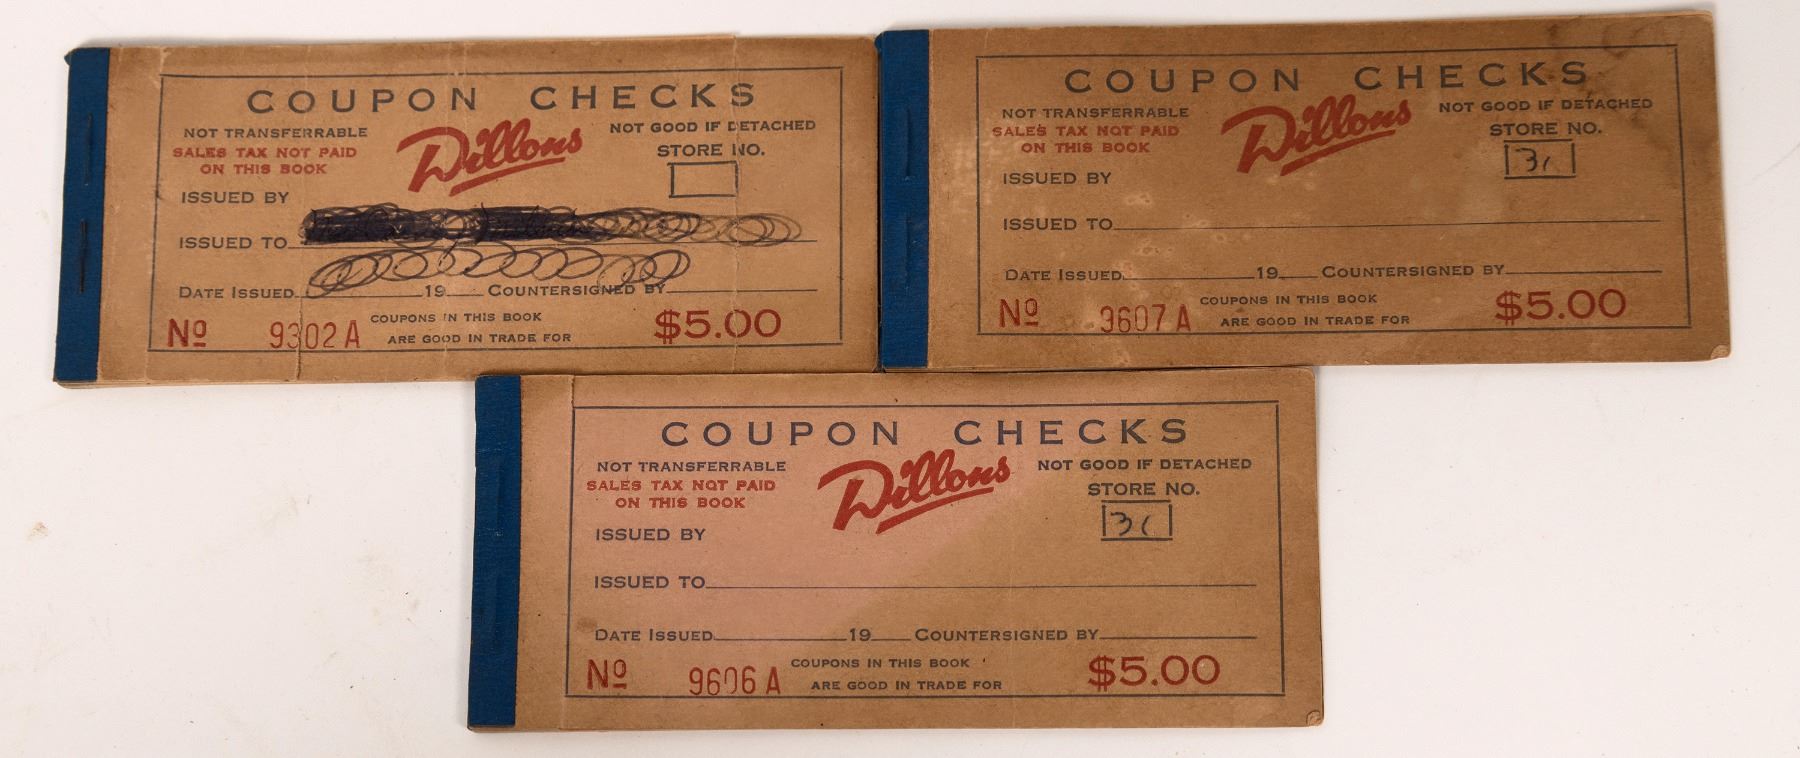 COUPON CHECKS
NOT TRANSFERRABLE
SALES TAX NOT PAID
ON THIS BOOK
Dillons
NOT GOOD IF DETACHED
STORE NO.
ISSUED BY
ISSUED TO
DATE ISSUED 19 COUNTERSIGNED BY
Nº 9302 A COUPONS IN THIS BOOK
ARE GOOD IN TRADE FOR $5.00
COUPON CHECKS
NOT TRANSFERRABLE
SALES TAX NOT PAID
ON THIS BOOK
Dillons
NOT GOOD IF DETACHED
STORE NO.
ISSUED BY
ISSUED TO
DATE ISSUED 19 COUNTERSIGNED BY
Nº 9607 A COUPONS IN THIS BOOK
ARE GOOD IN TRADE FOR $5.00
COUPON CHECKS
NOT TRANSFERRABLE
SALES TAX NOT PAID
ON THIS BOOK
Dillons
NOT GOOD IF DETACHED
STORE NO.
ISSUED BY
ISSUED TO
DATE ISSUED 19 COUNTERSIGNED BY
Nº 9606 A COUPONS IN THIS BOOK
ARE GOOD IN TRADE FOR $5.00